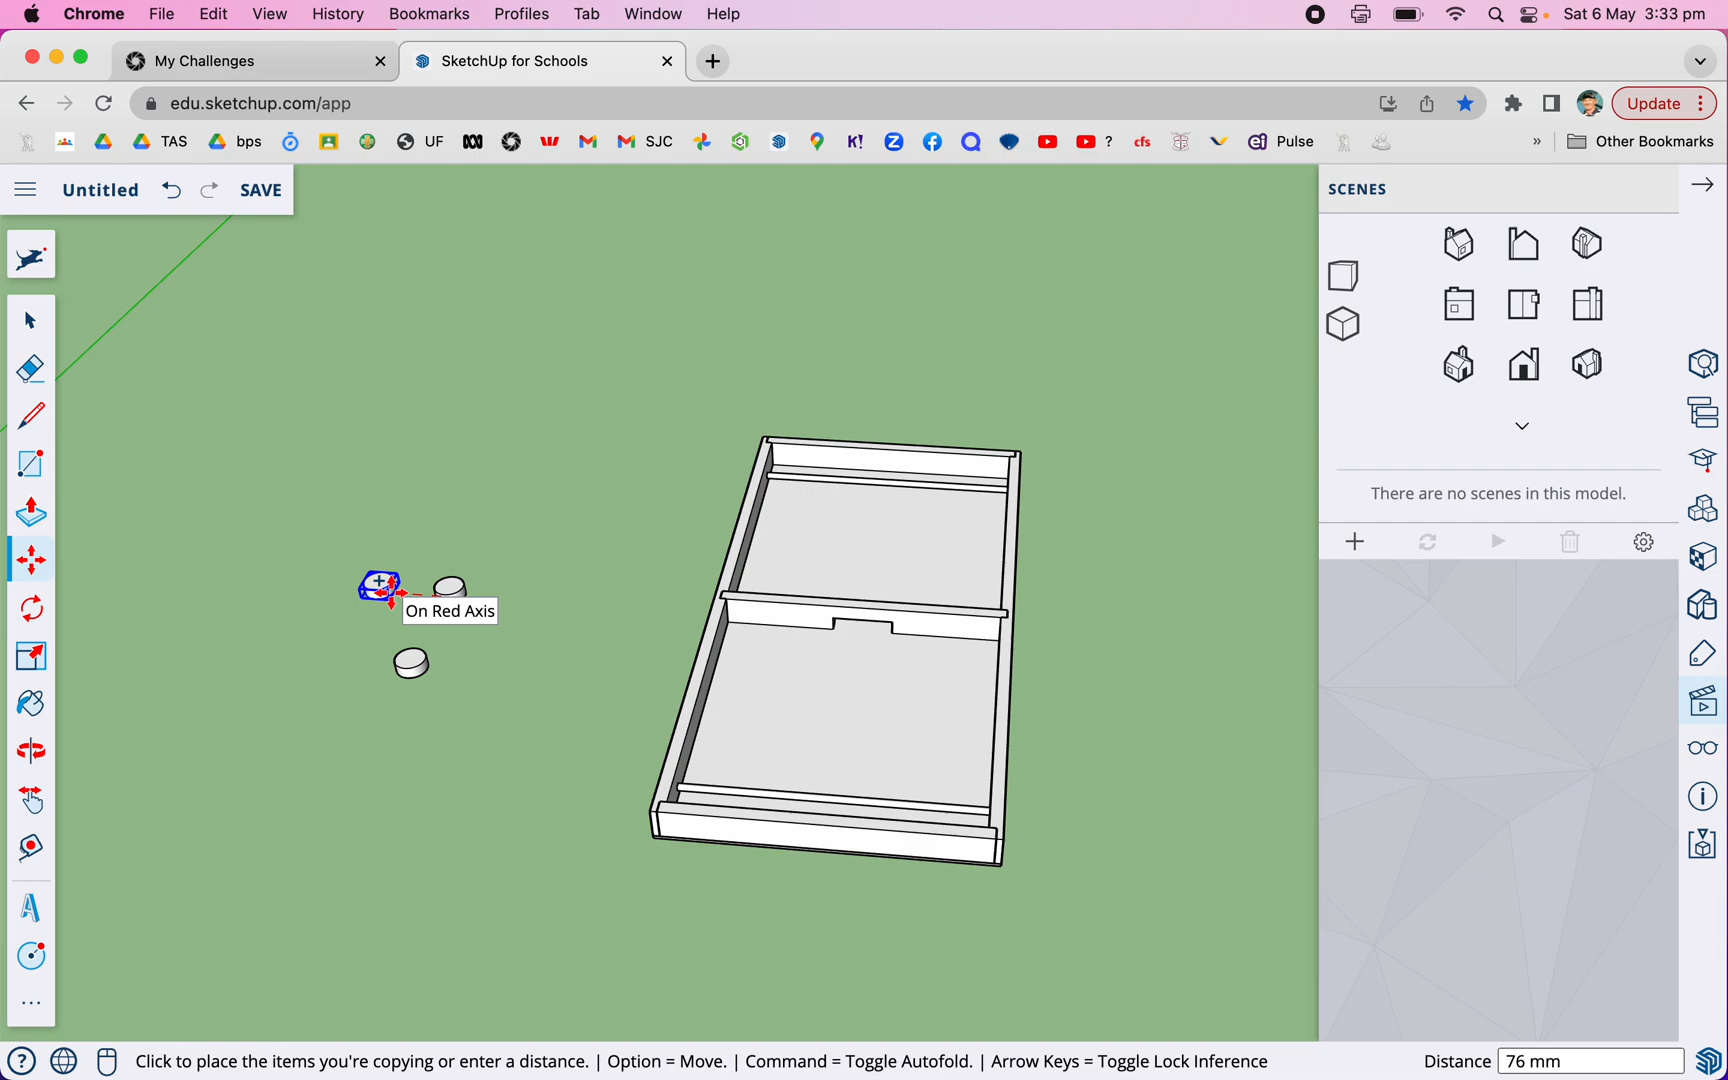 Chrome File Edit View History Bookmarks Profiles Tab Window Help Sat 6 May 3:33 pm
My Challenges SketchUp for Schools
edu.sketchup.com/app Update
TAS bps UF SJC K! ? cfs ei Pulse » Other Bookmarks
Untitled SAVE SCENES
On Red Axis
There are no scenes in this model.
Click to place the items you're copying or enter a distance. | Option = Move. | Command = Toggle Autofold. | Arrow Keys = Toggle Lock Inference Distance 76 mm